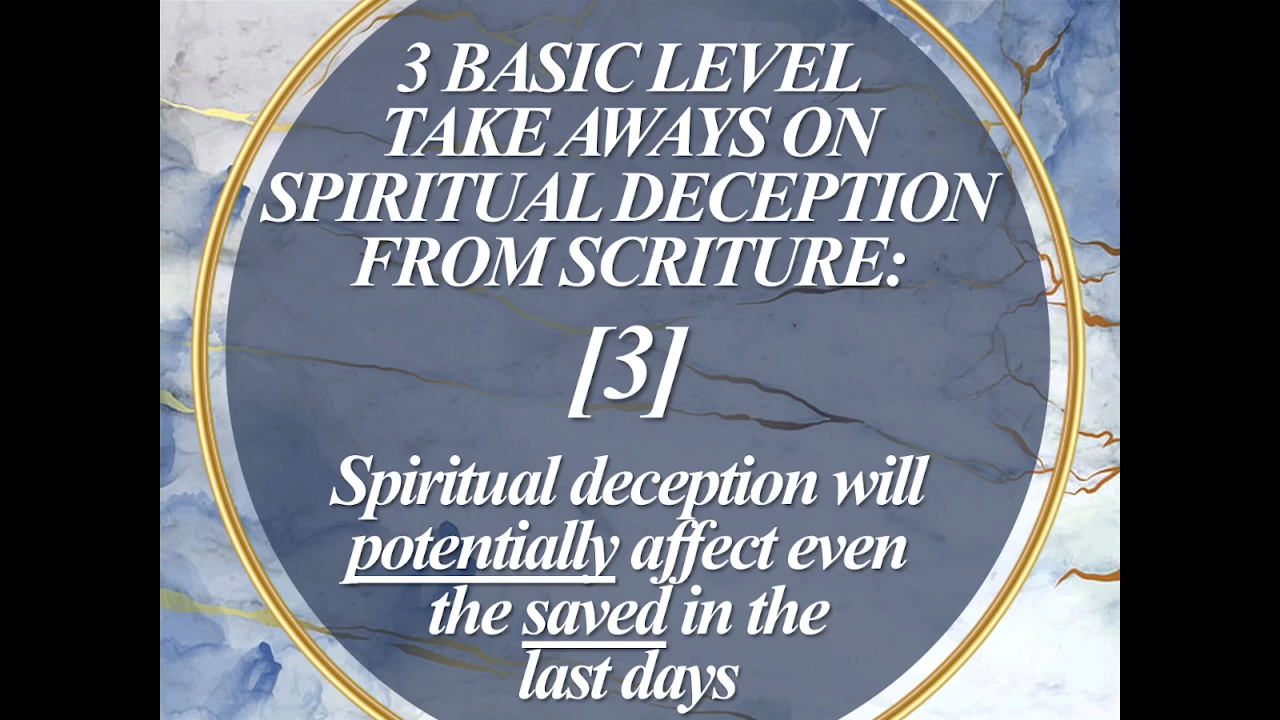 3 BASIC LEVEL
TAKE AWAYS ON
SPIRITUAL DECEPTION
FROM SCRITURE:
[3]
Spiritual deception will
potentially affect even
the saved in the
last days